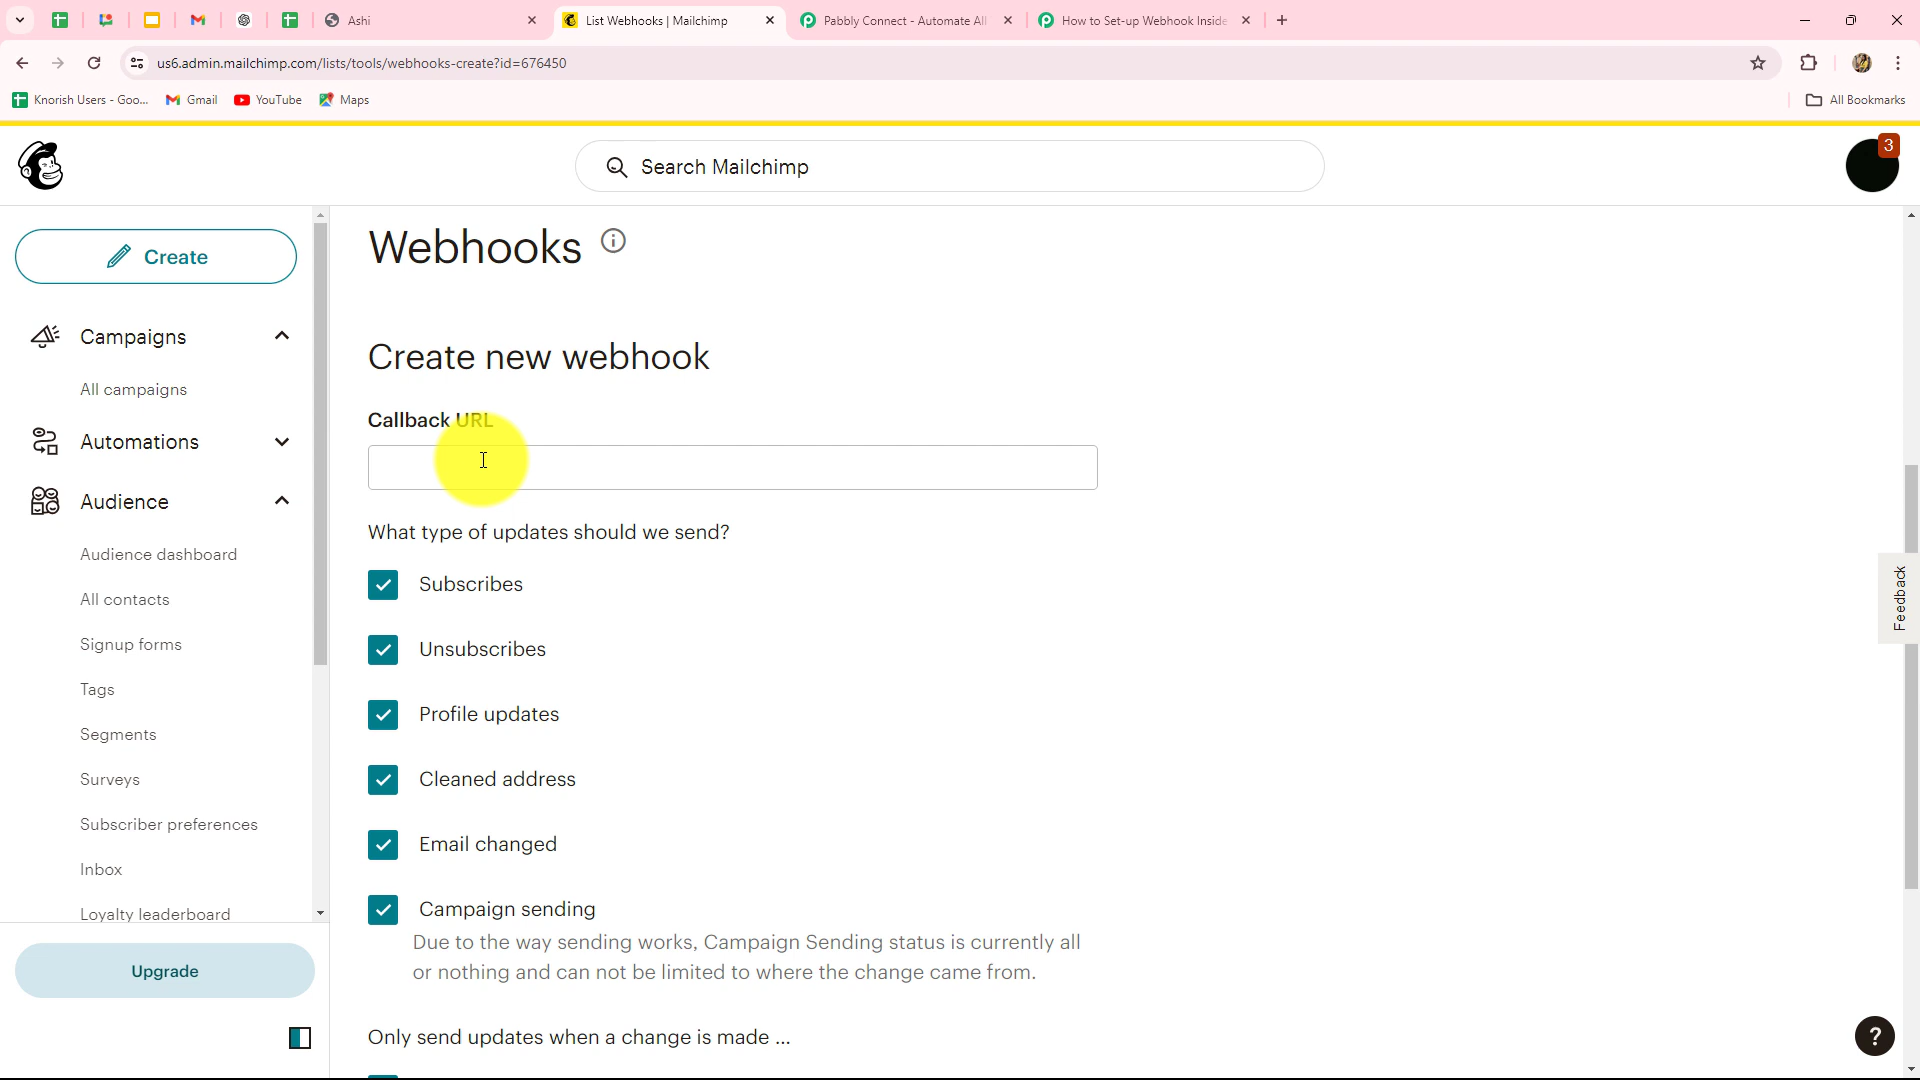 Ashi
List Webhooks | Mailchimp
Pabbly Connect - Automate All
How to Set-up Webhook Inside
us6.admin.mailchimp.com/lists/tools/webhooks-create?id=676450
Knorish Users - Goo...
Gmail
YouTube
Maps
All Bookmarks
Search Mailchimp
3
Create
Campaigns
All campaigns
Automations
Audience
Audience dashboard
All contacts
Signup forms
Tags
Segments
Surveys
Subscriber preferences
Inbox
Loyalty leaderboard
Upgrade
Webhooks
Create new webhook
Callback URL
What type of updates should we send?
Subscribes
Unsubscribes
Profile updates
Cleaned address
Email changed
Campaign sending
Due to the way sending works, Campaign Sending status is currently all
or nothing and can not be limited to where the change came from.
Only send updates when a change is made ...
Feedback
?